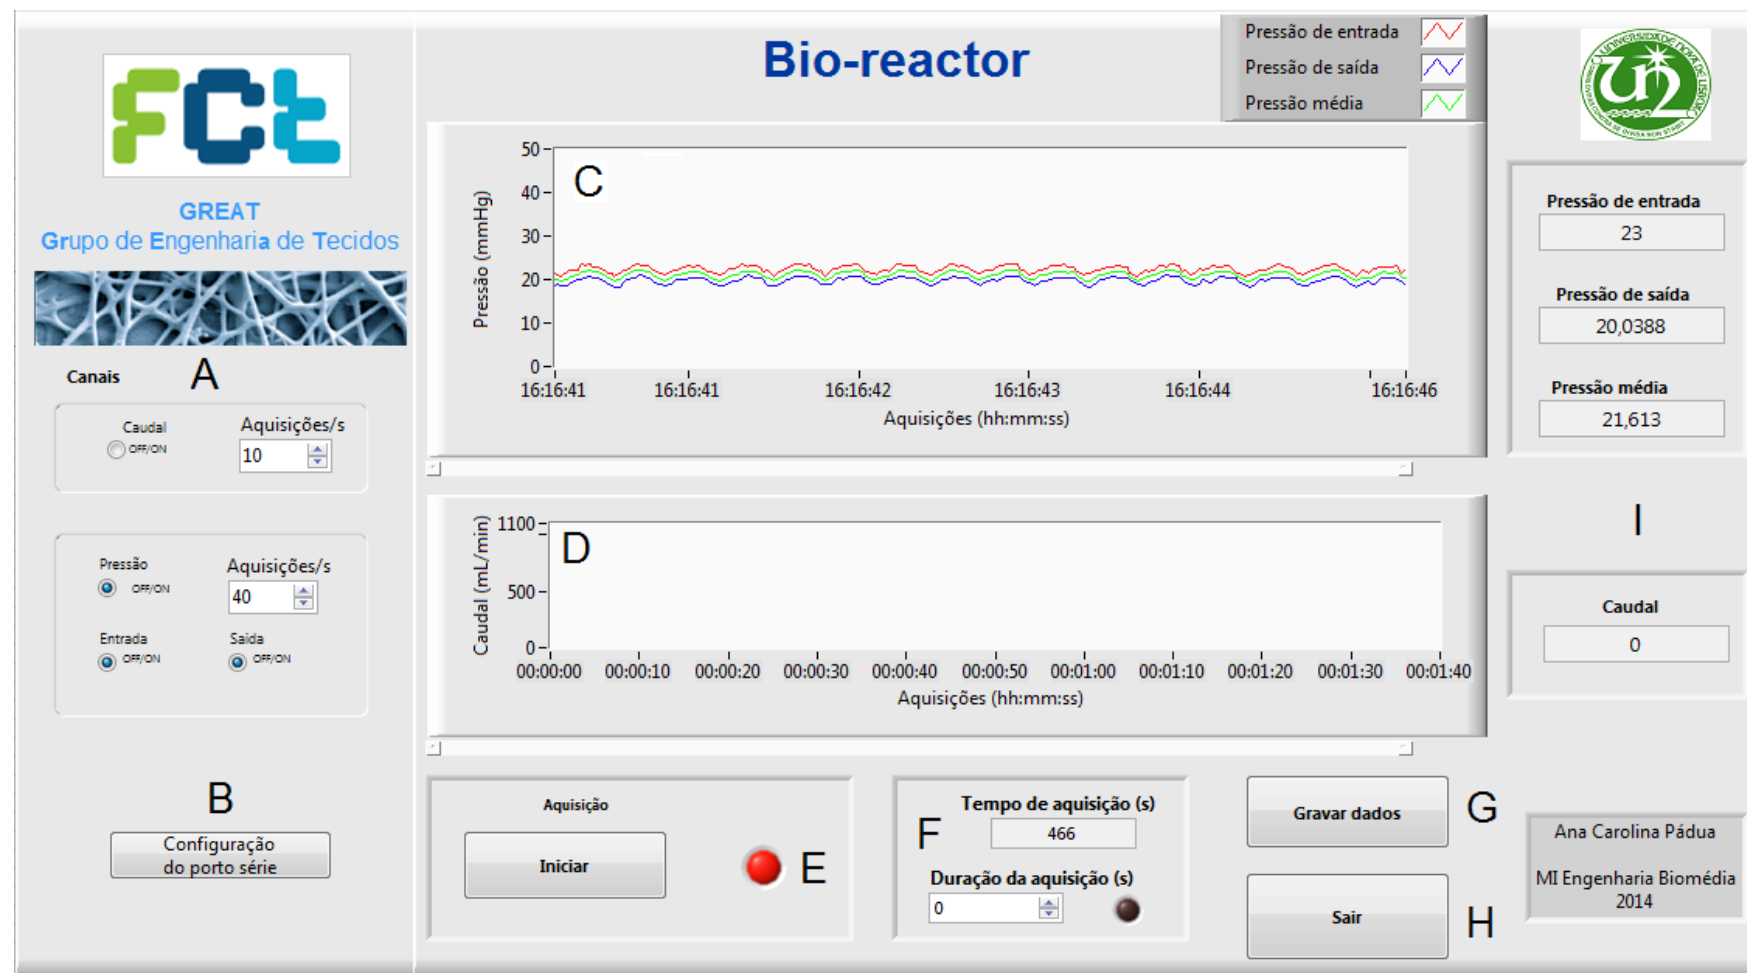 fct
Bio-reactor
Pressão de entrada
Pressão de saída
Pressão média
GREAT
Grupo de Engenharia de Tecidos
A
Canais
Caudal
OFF/ON
Aquisições/s
10
Pressão
OFF/ON
Aquisições/s
40
Entrada
OFF/ON
Saida
OFF/ON
B
Configuração
do porto série
C
Pressão (mmHg)
50
40
30
20
10
0
16:16:41 16:16:41 16:16:42 16:16:43 16:16:44 16:16:46
Aquisições (hh:mm:ss)
D
Caudal (mL/min)
1100
500
0
00:00:00 00:00:10 00:00:20 00:00:30 00:00:40 00:00:50 00:01:00 00:01:10 00:01:20 00:01:30 00:01:40
Aquisições (hh:mm:ss)
Aquisição
Iniciar
E
F
Tempo de aquisição (s)
466
Duração da aquisição (s)
0
Gravar dados
G
Sair
H
Pressão de entrada
23
Pressão de saída
20,0388
Pressão média
21,613
I
Caudal
0
Ana Carolina Pádua
MI Engenharia Biomédia
2014